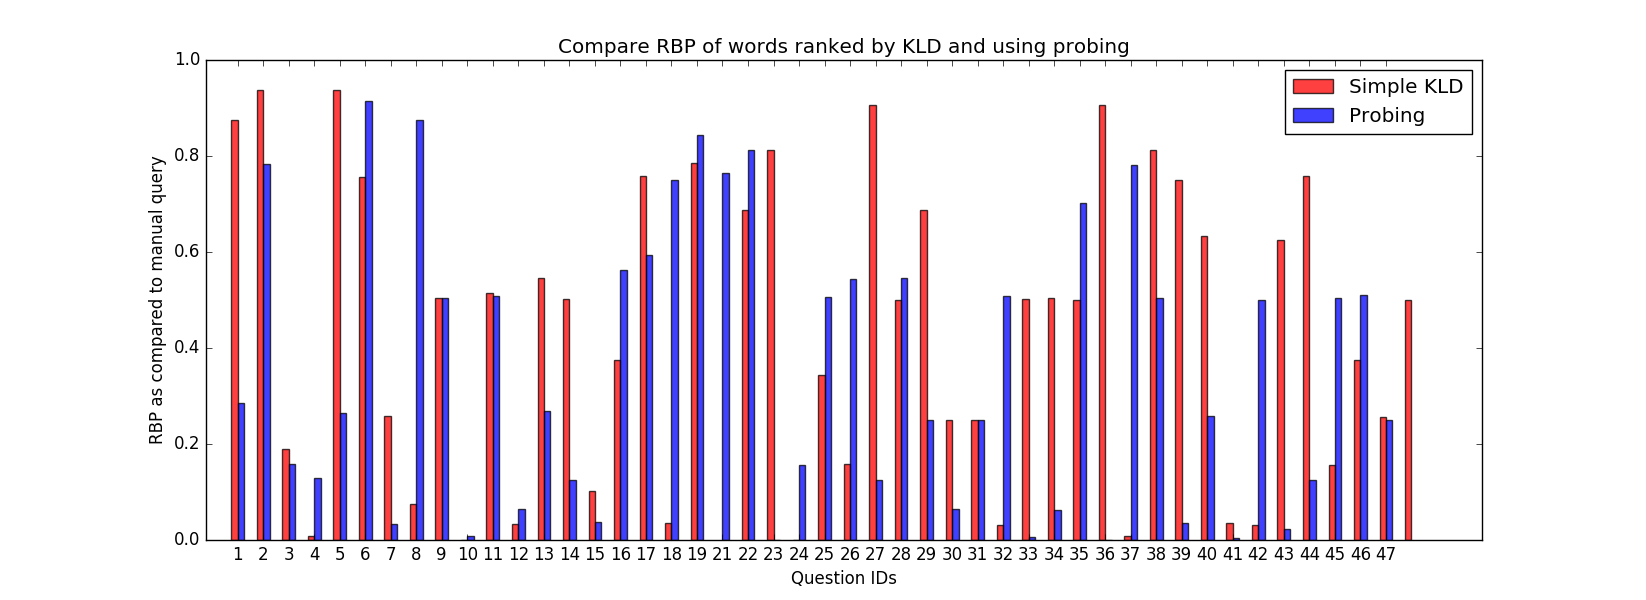 Compare RBP of words ranked by KLD and using probing
Simple KLD
Probing
RBP as compared to manual query
1.0
0.8
0.6
0.4
0.2
0.0
1 2 3 4 5 6 7 8 9 10 11 12 13 14 15 16 17 18 19 21 22 23 24 25 26 27 28 29 30 31 32 33 34 35 36 37 38 39 40 41 42 43 44 45 46 47
Question IDs